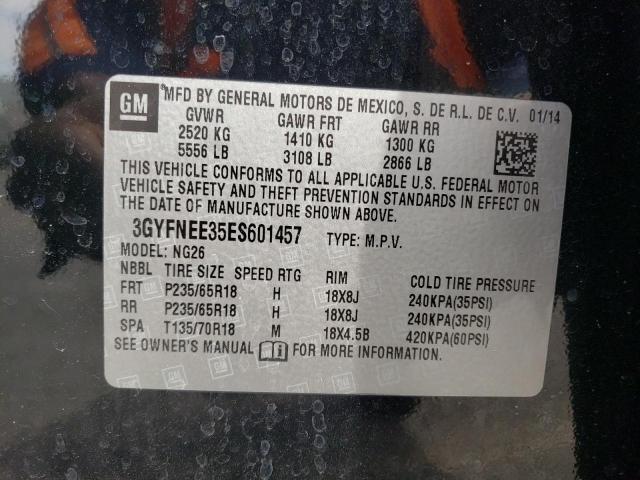 GM MFD BY GENERAL MOTORS DE MEXICO, S. DE R.L. DE C.V. 01/14
GVWR GAWR FRT GAWR RR
2520 KG 1410 KG 1300 KG
5556 LB 3108 LB 2866 LB
THIS VEHICLE CONFORMS TO ALL APPLICABLE U.S. FEDERAL MOTOR
VEHICLE SAFETY AND THEFT PREVENTION STANDARDS IN EFFECT ON
THE DATE OF MANUFACTURE SHOWN ABOVE.
3GYFNEE35ES601457 TYPE: M.P.V.
MODEL: NG26
NBBL TIRE SIZE SPEED RTG RIM COLD TIRE PRESSURE
FRT P235/65R18 H 18X8J 240KPA(35PSI)
RR P235/65R18 H 18X8J 240KPA(35PSI)
SPA T135/70R18 M 18X4.5B 420KPA(60PSI)
SEE OWNER'S MANUAL FOR MORE INFORMATION.